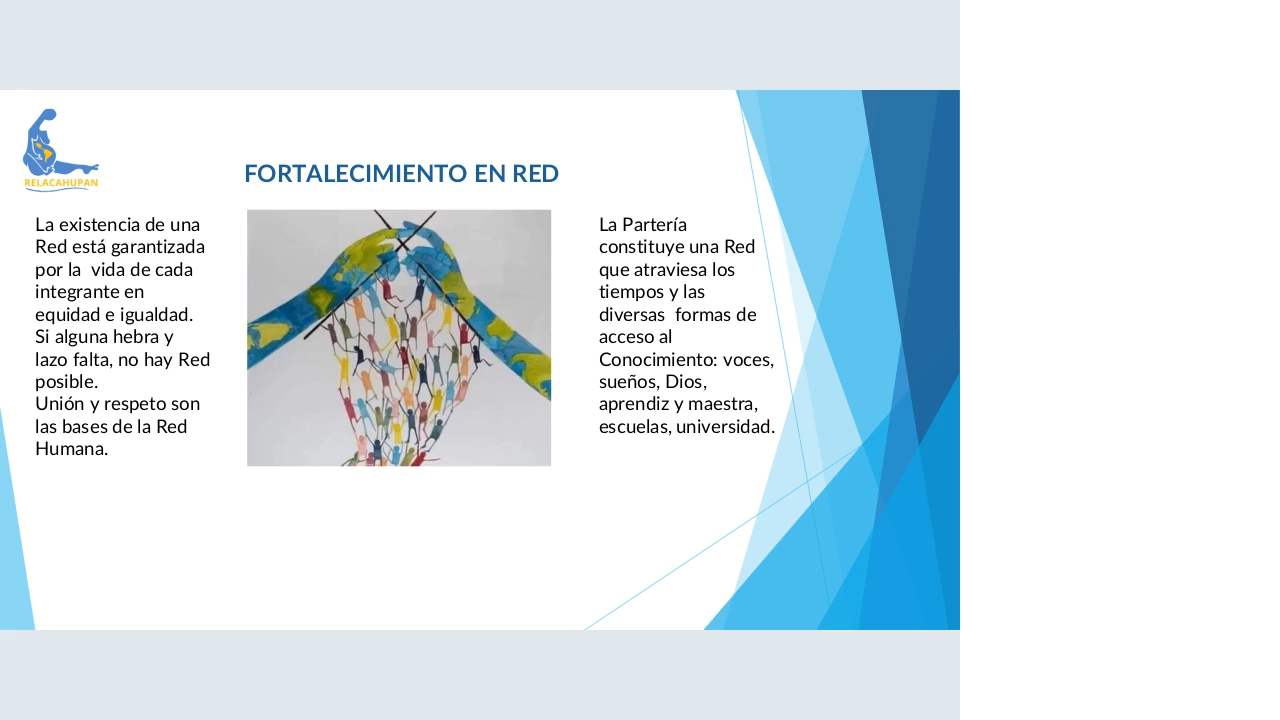 RELACAHUPAN
FORTALECIMIENTO EN RED
La existencia de una
Red está garantizada
por la  vida de cada
integrante en
equidad e igualdad.
Si alguna hebra y
lazo falta, no hay Red
posible.
Unión y respeto son
las bases de la Red
Humana.
La Partería
constituye una Red
que atraviesa los
tiempos y las
diversas  formas de
acceso al
Conocimiento: voces,
sueños, Dios,
aprendiz y maestra,
escuelas, universidad.